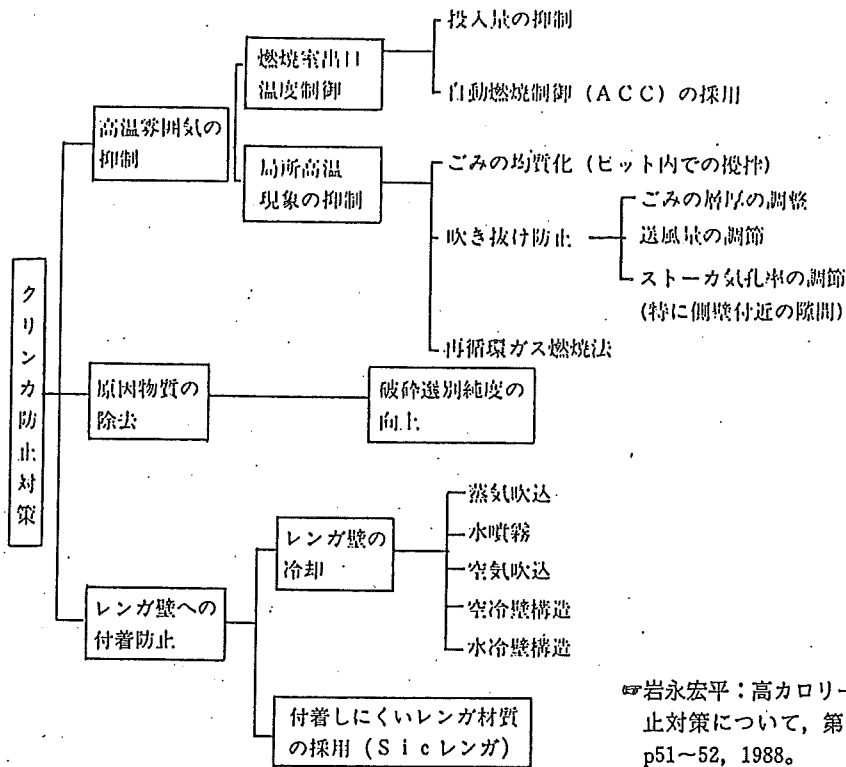 クリンカ防止対策
高温雰囲気の
抑制
燃焼室出口
温度制御
投入量の抑制
自動燃焼制御 (ACC) の採用
局所高温
現象の抑制
ごみの均質化 (ピット内での攪拌)
吹き抜け防止
ごみの層厚の調整
送風量の調節
ストーカ気孔率の調節
(特に側壁付近の隙間)
再循環ガス燃焼法
原因物質の
除去
破砕選別純度の
向上
レンガ壁への
付着防止
レンガ壁の
冷却
蒸気吹込
水噴霧
空気吹込
空冷壁構造
水冷壁構造
付着しにくいレンガ材質
の採用 (Sicレンガ)
☞岩永宏平:高カロリー
止対策について, 第
p51~52, 1988。